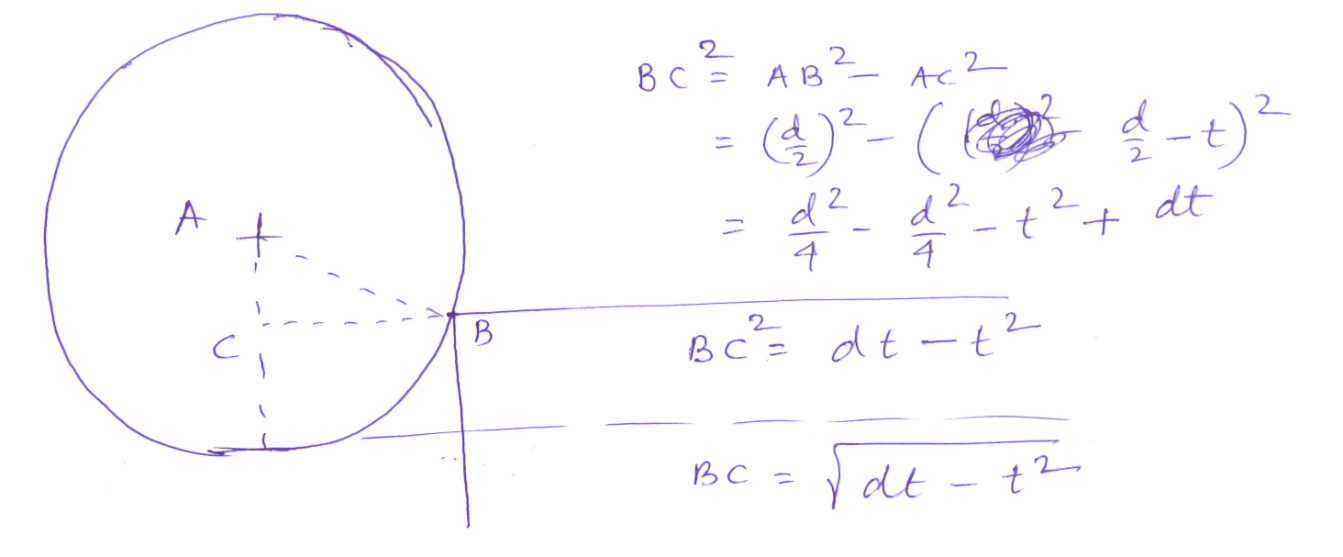 BC² = AB² - AC²
= (d/2)² - ( d/2 - t)²
= d²/4 - d²/4 - t² + dt
A
C
B
BC² = dt - t²
BC = √(dt - t²)